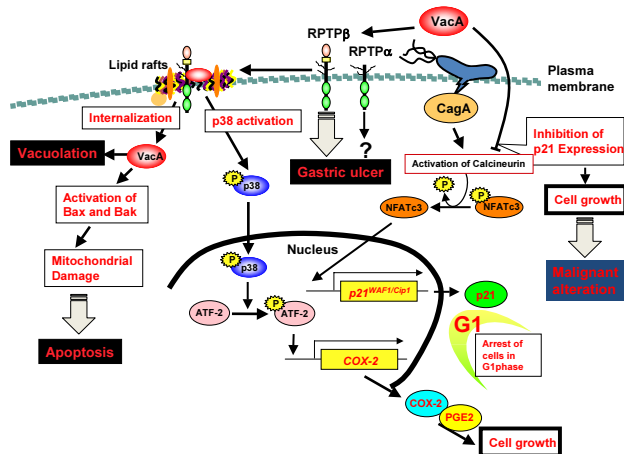 VacA
RPTPβ
RPTPα
Lipid rafts
Plasma
membrane
CagA
Internalization
p38 activation
Inhibition of
p21 Expression
Vacuolation
VacA
Gastric ulcer
?
Activation of Calcineurin
P
p38
P
P
NFATc3
NFATc3
Cell growth
Activation of
Bax and Bak
Nucleus
Mitochondrial
Damage
P
p38
Malignant
alteration
p21WAF1/Cip1
p21
ATF-2
P
ATF-2
G1
Arrest of
cells in
G1phase
Apoptosis
COX-2
COX-2
PGE2
Cell growth